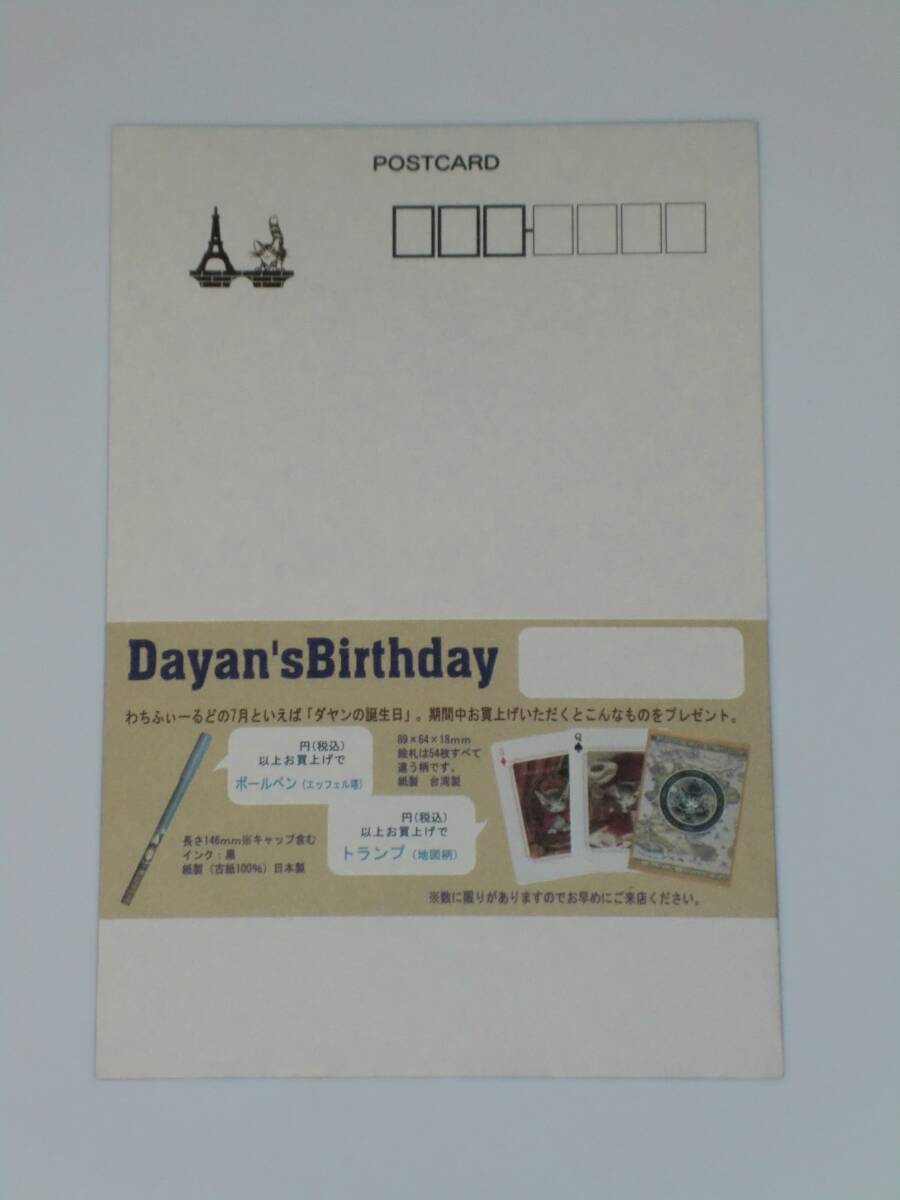 POSTCARD
Dayan'sBirthday
わちふぃーるどの7月といえば「ダヤンの誕生日」。期間中お買上げいただくとこんなものをプレゼント。
円(税込)
以上お買上げで
ボールペン(エッフェル塔)
長さ146mm※キャップ含む
インク:黒
紙製(古紙100%)日本製
89×64×18mm
絵札は54枚すべて
違う柄です。
紙製 台湾製
円(税込)
以上お買上げで
トランプ(地図柄)
Q
※数に限りがありますのでお早めにご来店ください。